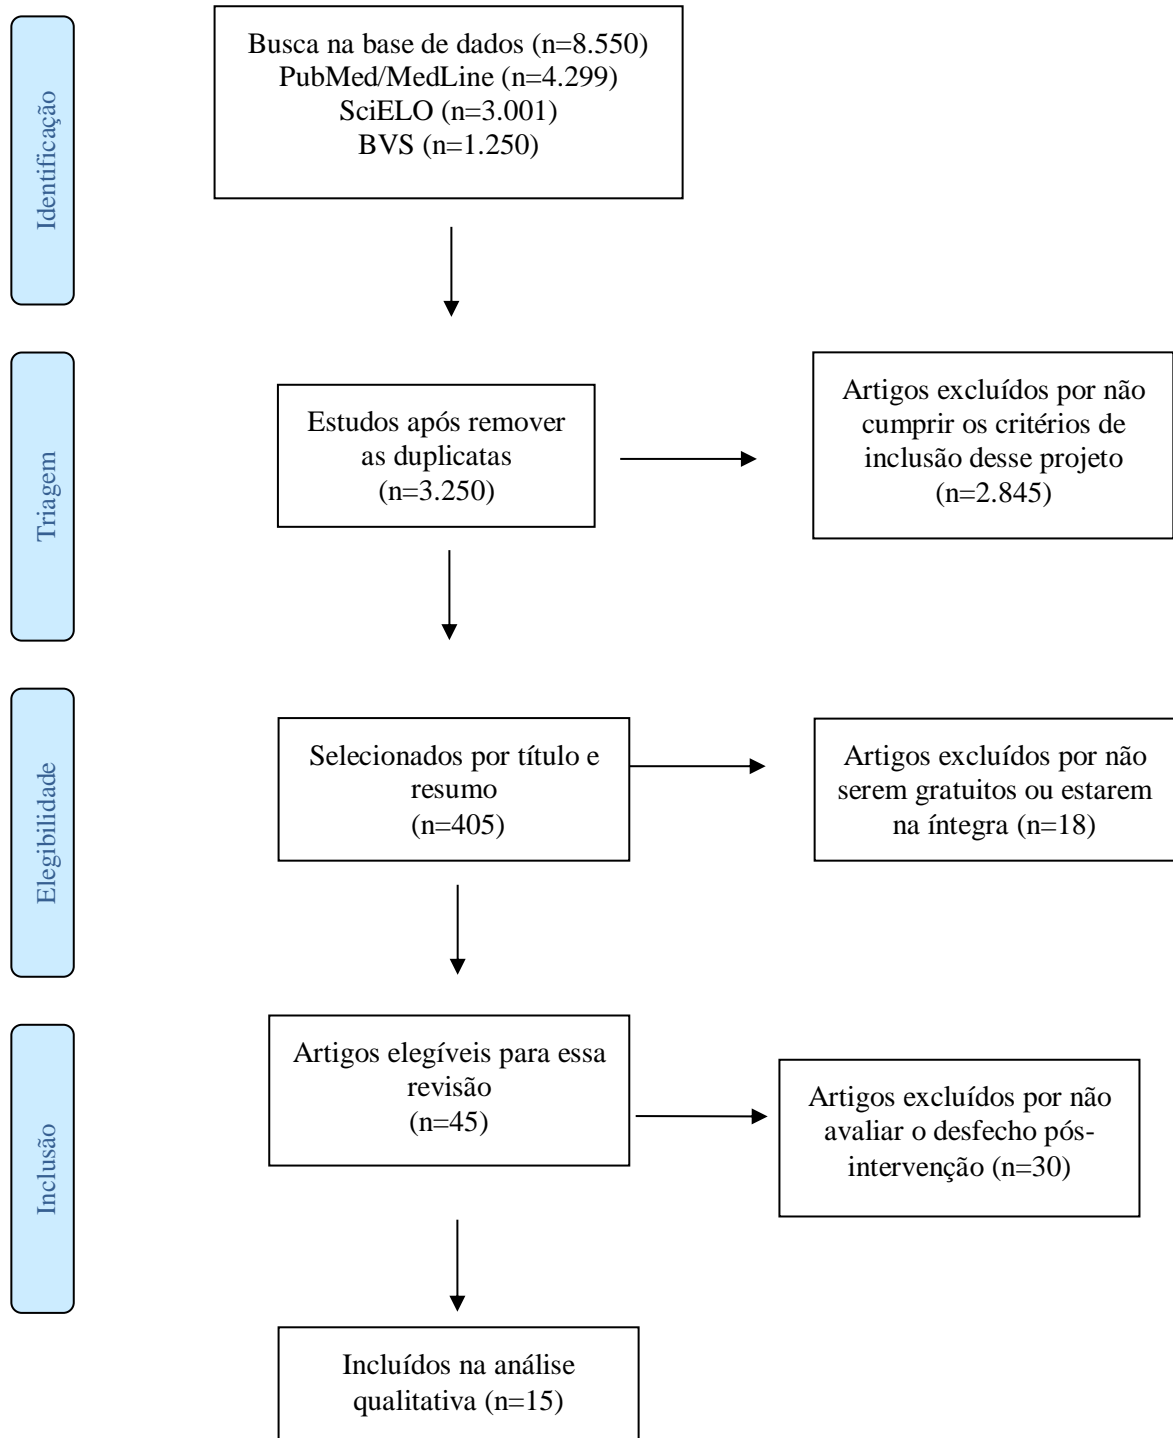 Identificação
Busca na base de dados (n=8.550)
PubMed/MedLine (n=4.299)
SciELO (n=3.001)
BVS (n=1.250)
Triagem
Estudos após remover
as duplicatas
(n=3.250)
Artigos excluídos por não
cumprir os critérios de
inclusão desse projeto
(n=2.845)
Elegibilidade
Selecionados por título e
resumo
(n=405)
Artigos excluídos por não
serem gratuitos ou estarem
na íntegra (n=18)
Inclusão
Artigos elegíveis para essa
revisão
(n=45)
Artigos excluídos por não
avaliar o desfecho pós-
intervenção (n=30)
Incluídos na análise
qualitativa (n=15)